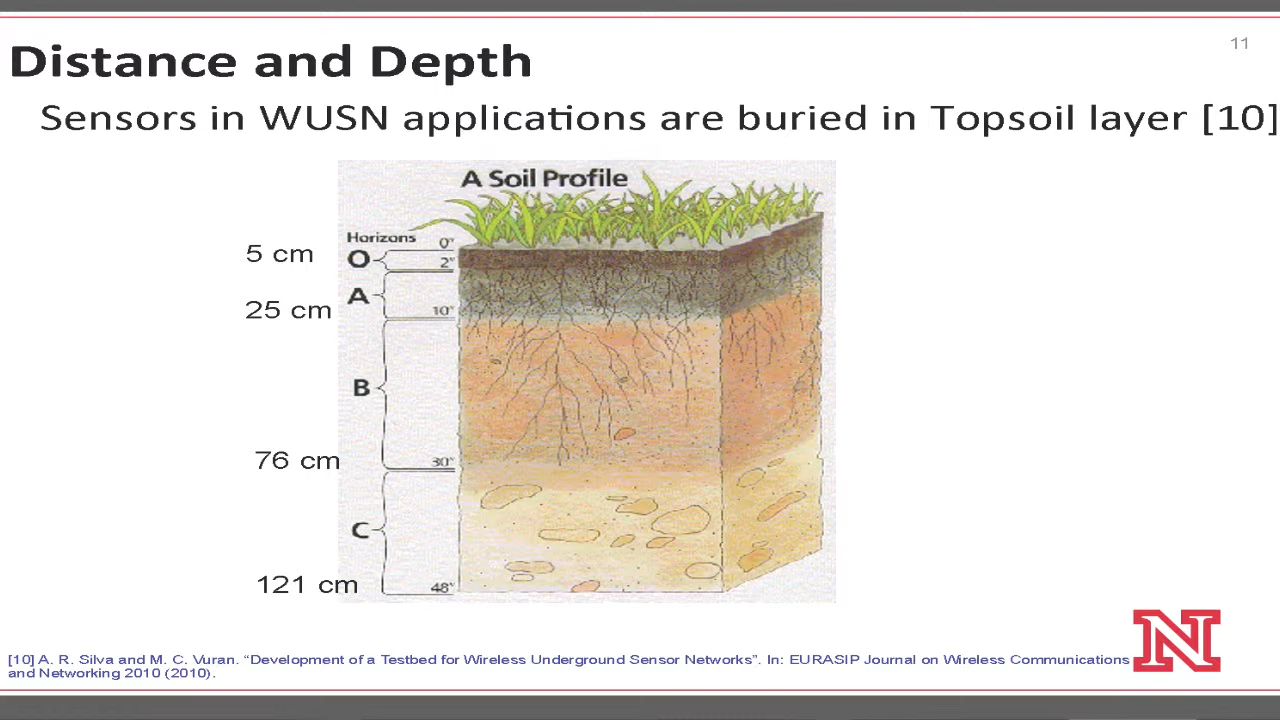 11
Distance and Depth
Sensors in WUSN applications are buried in Topsoil layer [10]
A Soil Profile
Horizons
0"
5 cm
O
2"
A
25 cm
10"
B
76 cm
30"
C
121 cm
48"
N
[10] A. R. Silva and M. C. Vuran. “Development of a Testbed for Wireless Underground Sensor Networks”. In: EURASIP Journal on Wireless Communications
and Networking 2010 (2010).